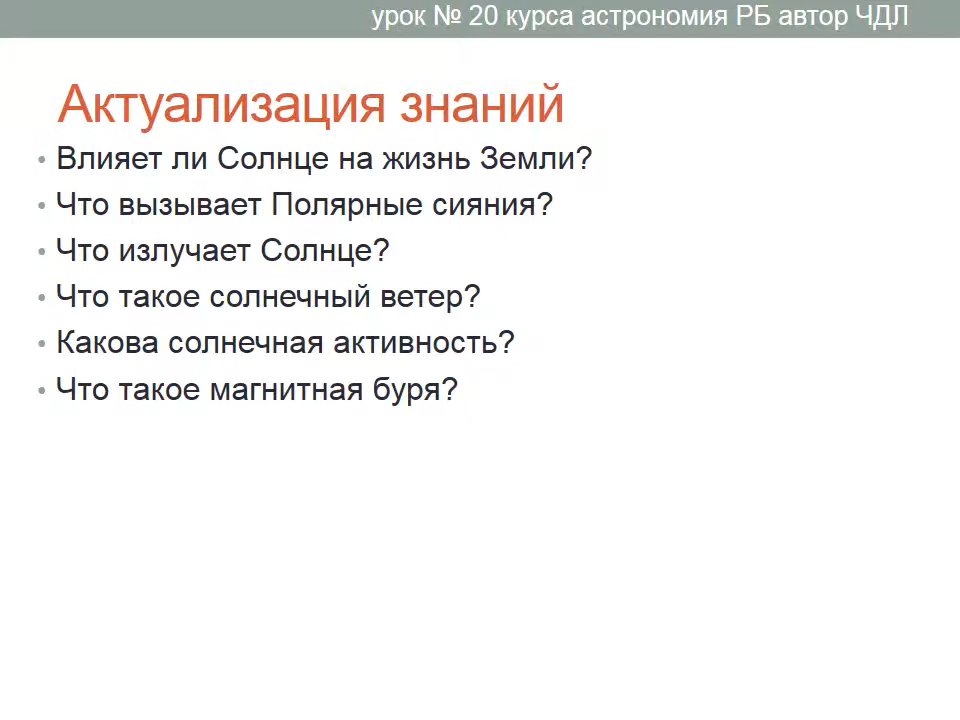 урок № 20 курса астрономия РБ автор ЧДЛ
Актуализация знаний
• Влияет ли Солнце на жизнь Земли?
• Что вызывает Полярные сияния?
• Что излучает Солнце?
• Что такое солнечный ветер?
• Какова солнечная активность?
• Что такое магнитная буря?